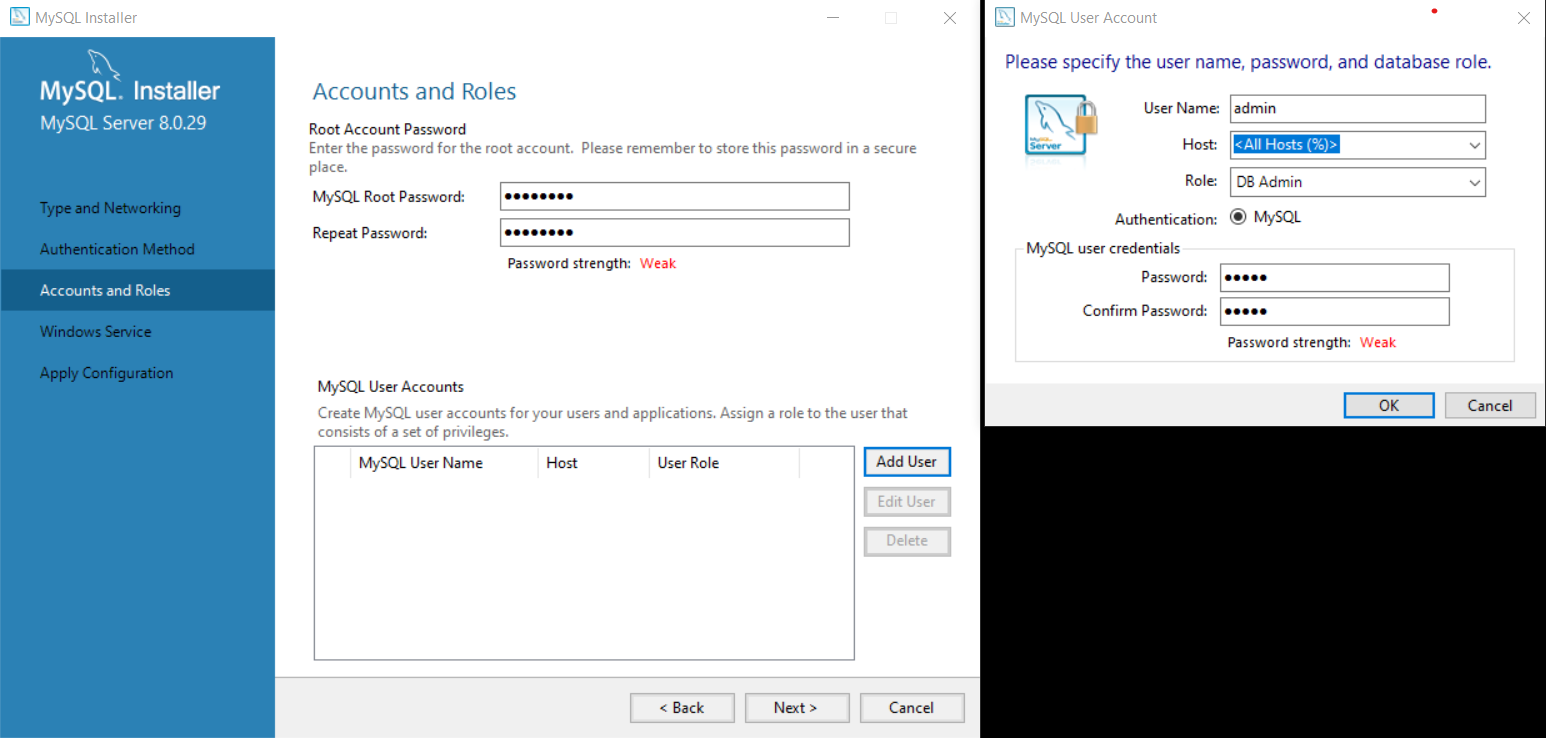 MySQL Installer
MySQL. Installer
MySQL Server 8.0.29
Type and Networking
Authentication Method
Accounts and Roles
Windows Service
Apply Configuration
Accounts and Roles
Root Account Password
Enter the password for the root account. Please remember to store this password in a secure
place.
MySQL Root Password: ●●●●●●●●
Repeat Password: ●●●●●●●●
Password strength: Weak
MySQL User Accounts
Create MySQL user accounts for your users and applications. Assign a role to the user that
consists of a set of privileges.
MySQL User Name Host User Role
Add User
Edit User
Delete
< Back Next > Cancel
MySQL User Account
Please specify the user name, password, and database role.
MySQL
Server
User Name: admin
Host: <All Hosts (%)>
Role: DB Admin
Authentication: MySQL
MySQL user credentials
Password: ●●●●●
Confirm Password: ●●●●●
Password strength: Weak
OK Cancel